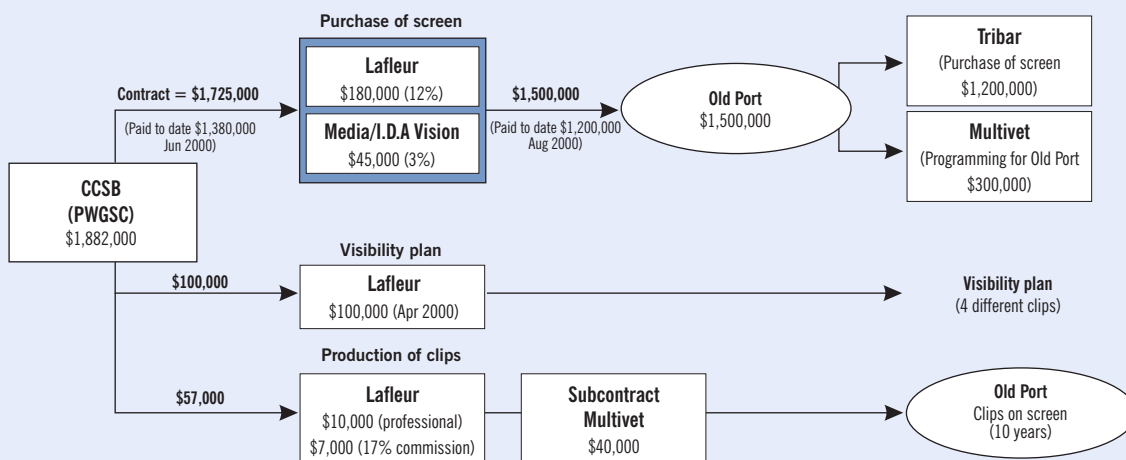 Purchase of screen
Lafleur
$180,000 (12%)
Media/I.D.A Vision
$45,000 (3%)
Contract = $1,725,000
(Paid to date $1,380,000
Jun 2000)
$1,500,000
(Paid to date $1,200,000
Aug 2000)
Old Port
$1,500,000
Tribar
(Purchase of screen
$1,200,000)
Multivet
(Programming for Old Port
$300,000)
CCSB
(PWGSC)
$1,882,000
Visibility plan
$100,000
Lafleur
$100,000 (Apr 2000)
Visibility plan
(4 different clips)
Production of clips
$57,000
Lafleur
$10,000 (professional)
$7,000 (17% commission)
Subcontract
Multivet
$40,000
Old Port
Clips on screen
(10 years)